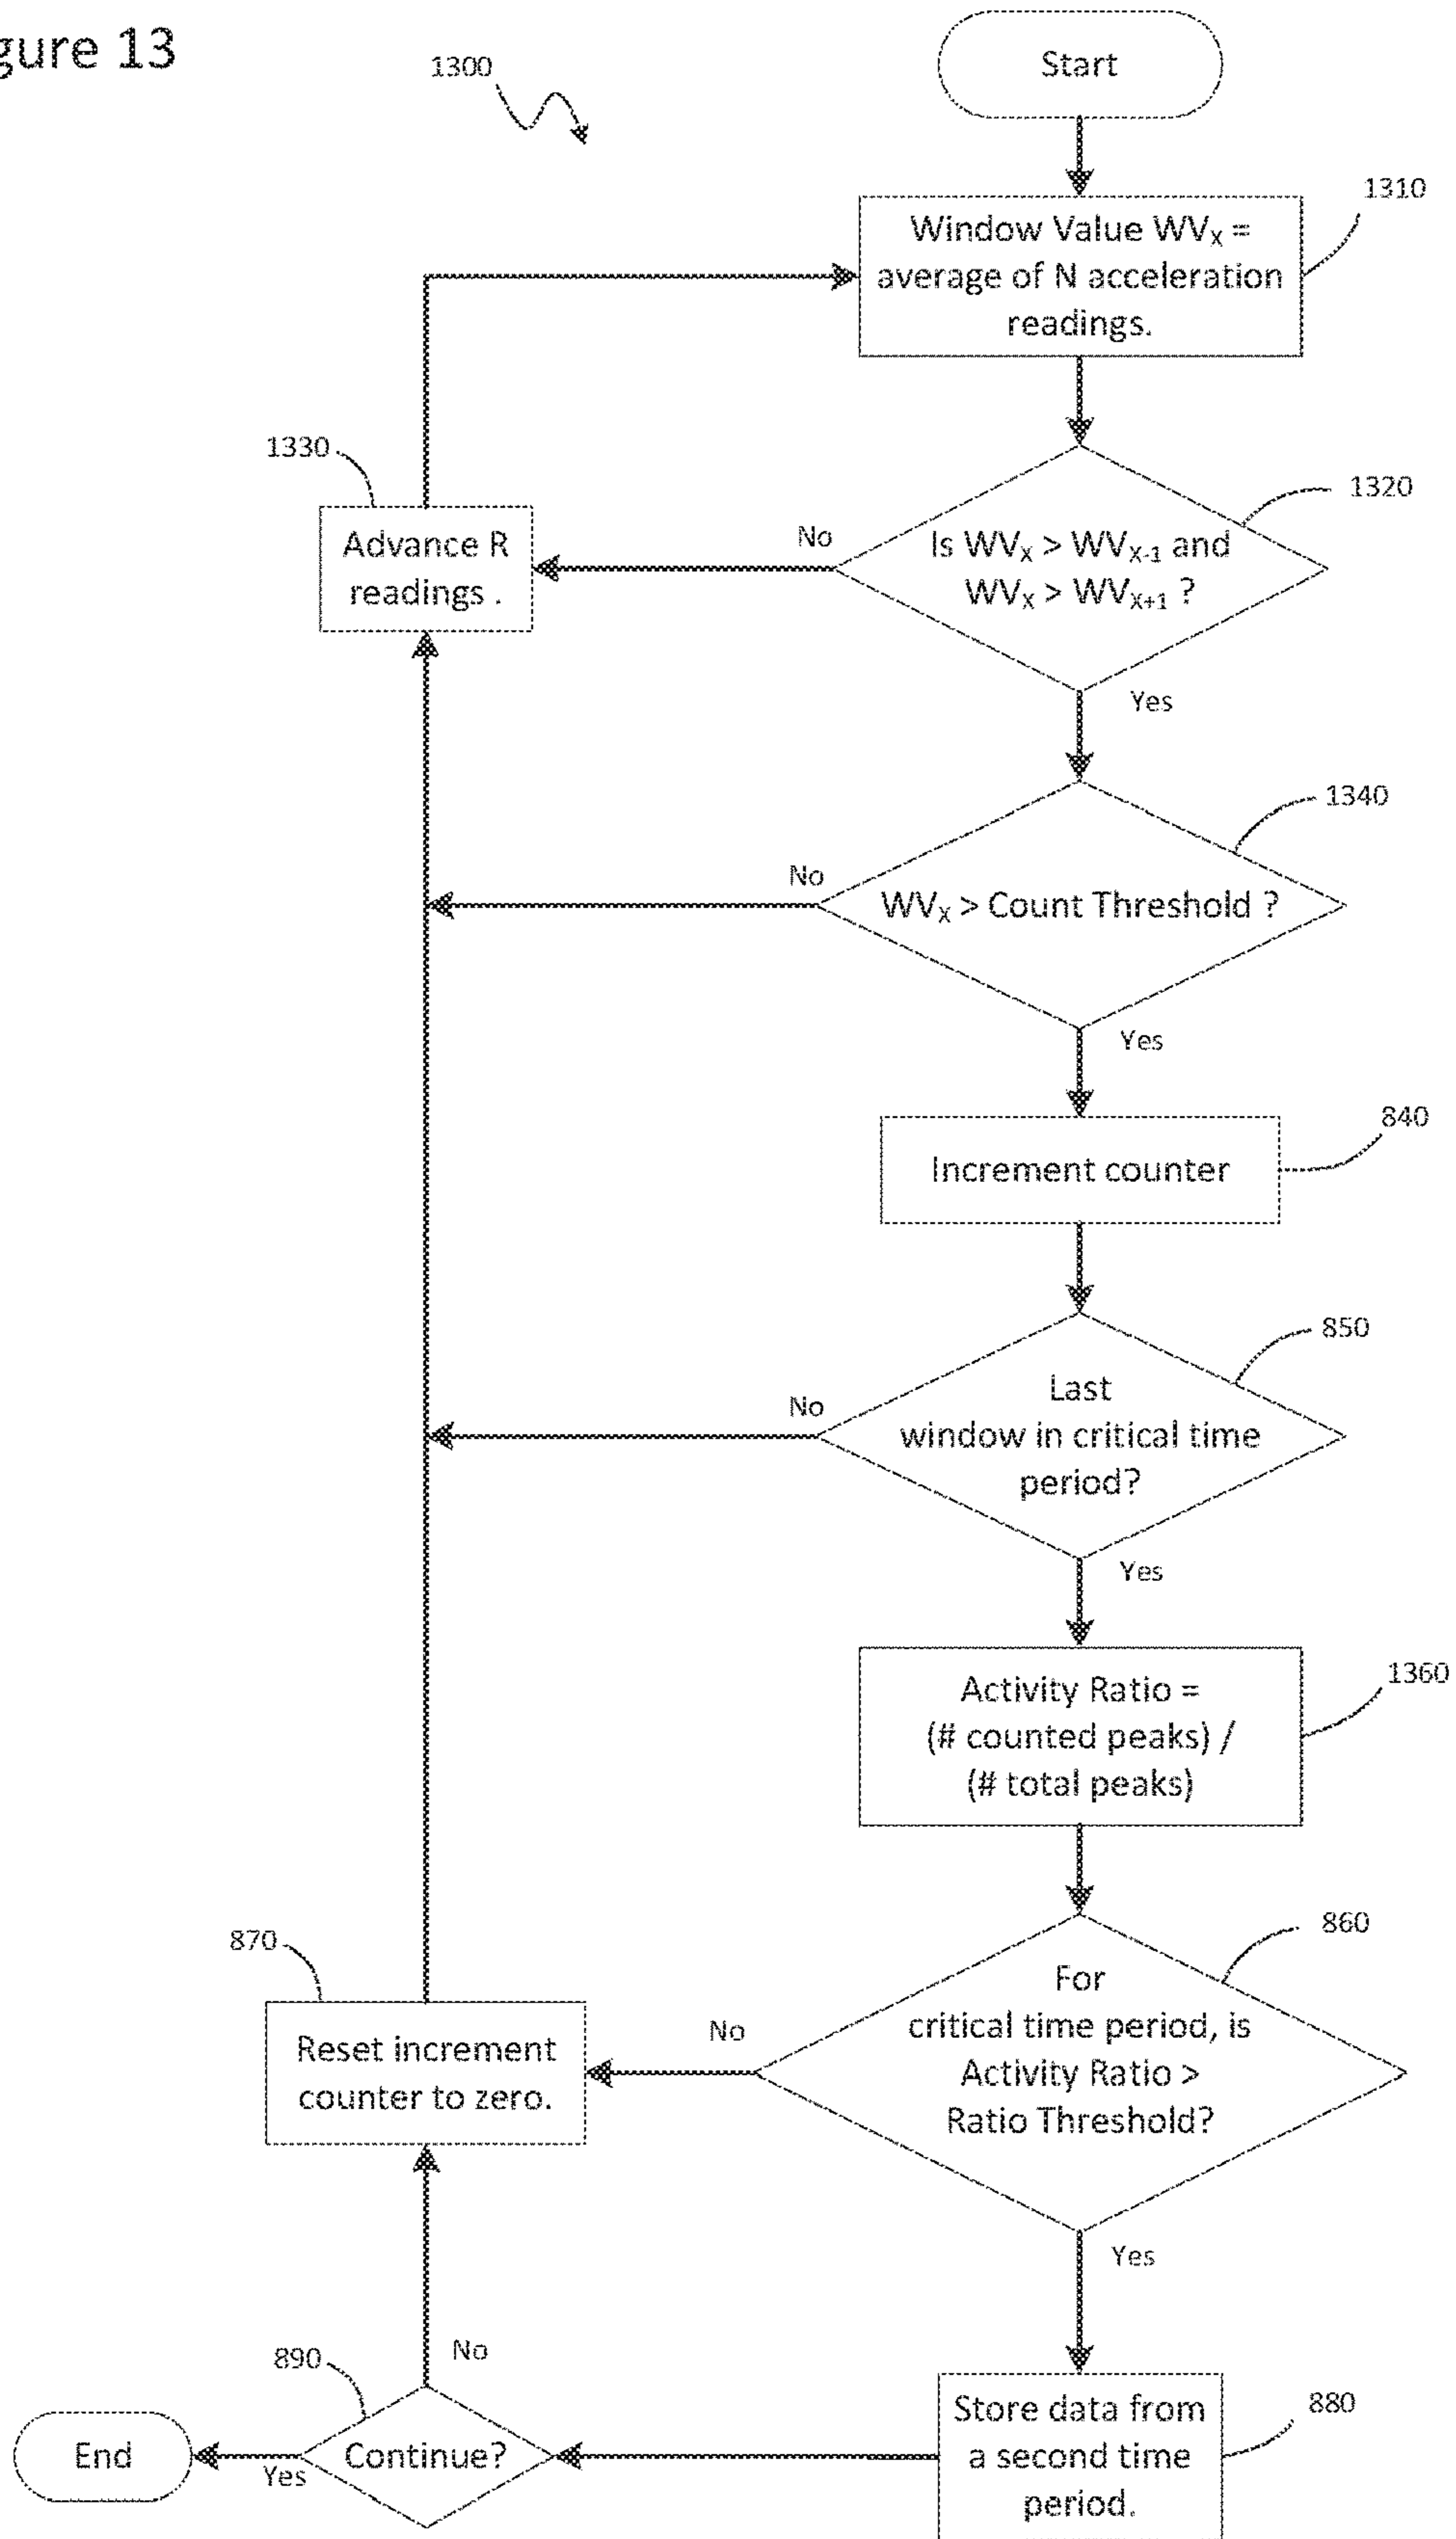 gure 13
1300
Start
1310
Window Value WVₓ =
average of N acceleration
readings.
1330
Advance R
readings .
No
1320
Is WVₓ > WVₓ₋₁ and
WVₓ > WVₓ₊₁ ?
Yes
1340
No
WVₓ > Count Threshold ?
Yes
840
Increment counter
850
No
Last
window in critical time
period?
Yes
1360
Activity Ratio =
(# counted peaks) /
(# total peaks)
870
Reset increment
counter to zero.
No
860
For
critical time period, is
Activity Ratio >
Ratio Threshold?
Yes
890
No
End
Yes
Continue?
880
Store data from
a second time
period.